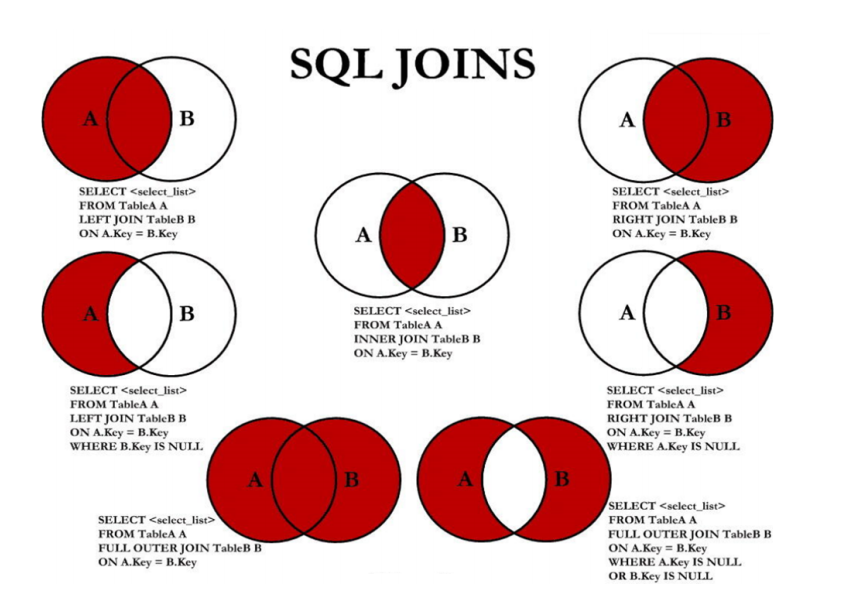 SQL JOINS
A B
SELECT <select_list>
FROM TableA A
LEFT JOIN TableB B
ON A.Key = B.Key
A B
SELECT <select_list>
FROM TableA A
RIGHT JOIN TableB B
ON A.Key = B.Key
A B
SELECT <select_list>
FROM TableA A
INNER JOIN TableB B
ON A.Key = B.Key
A B
SELECT <select_list>
FROM TableA A
LEFT JOIN TableB B
ON A.Key = B.Key
WHERE B.Key IS NULL
A B
SELECT <select_list>
FROM TableA A
RIGHT JOIN TableB B
ON A.Key = B.Key
WHERE A.Key IS NULL
A B
SELECT <select_list>
FROM TableA A
FULL OUTER JOIN TableB B
ON A.Key = B.Key
A B
SELECT <select_list>
FROM TableA A
FULL OUTER JOIN TableB B
ON A.Key = B.Key
WHERE A.Key IS NULL
OR B.Key IS NULL